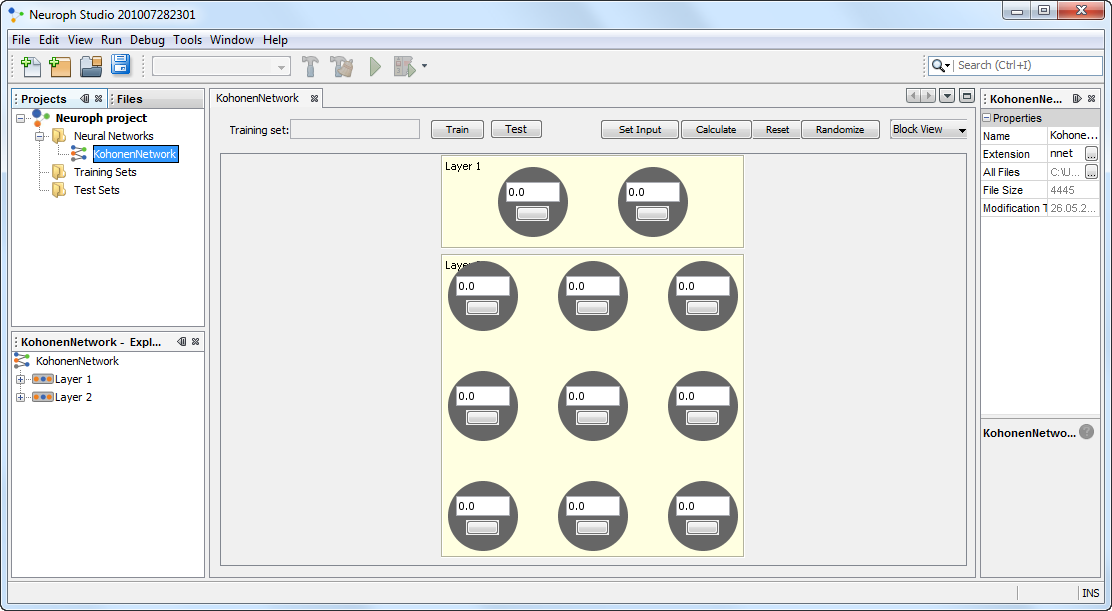 Neuroph Studio 201007282301
File Edit View Run Debug Tools Window Help
Search (Ctrl+I)
Projects
Files
Neuroph project
Neural Networks
KohonenNetwork
Training Sets
Test Sets
KohonenNetwork - Expl...
KohonenNetwork
Layer 1
Layer 2
KohonenNetwork
Training set:
Train
Test
Set Input
Calculate
Reset
Randomize
Block View
Layer 1
0.0 0.0
Layer
0.0 0.0 0.0
0.0 0.0 0.0
0.0 0.0 0.0
KohonenNe...
Properties
Name Kohone...
Extension nnet ...
All Files C:\U... ...
File Size 4445
Modification T 26.05.2...
KohonenNetwo... ?
INS